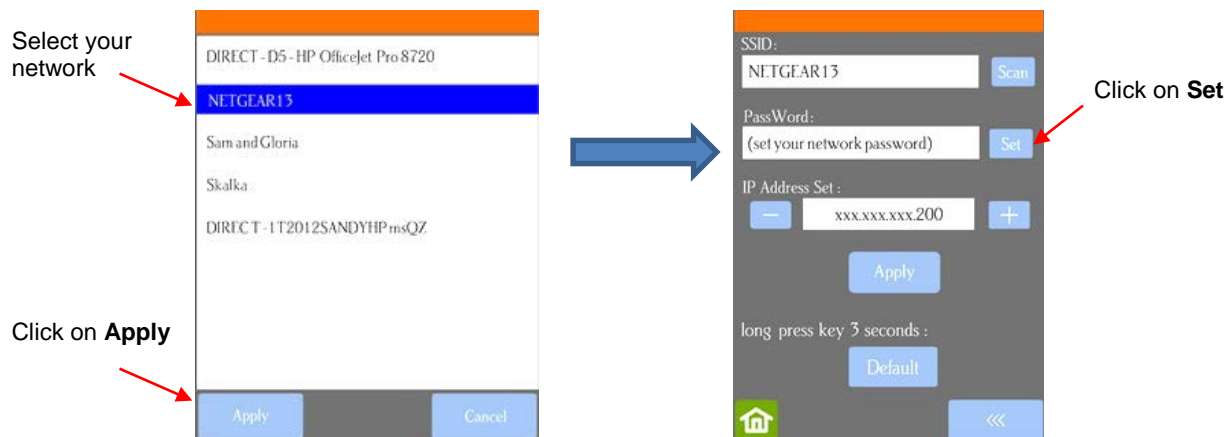 Select your
network
DIRECT-D5-HP OfficeJet Pro 8720
NETGEAR13
Sam and Gloria
Skalka
DIRECT-1T2012SANDYHPmsQZ
Click on Apply
Apply
Cancel
SSID:
NETGEAR13
Scan
PassWord:
(set your network password)
Set
Click on Set
IP Address Set :
−
xxx.xxx.xxx.200
+
Apply
long press key 3 seconds :
Default
<<<